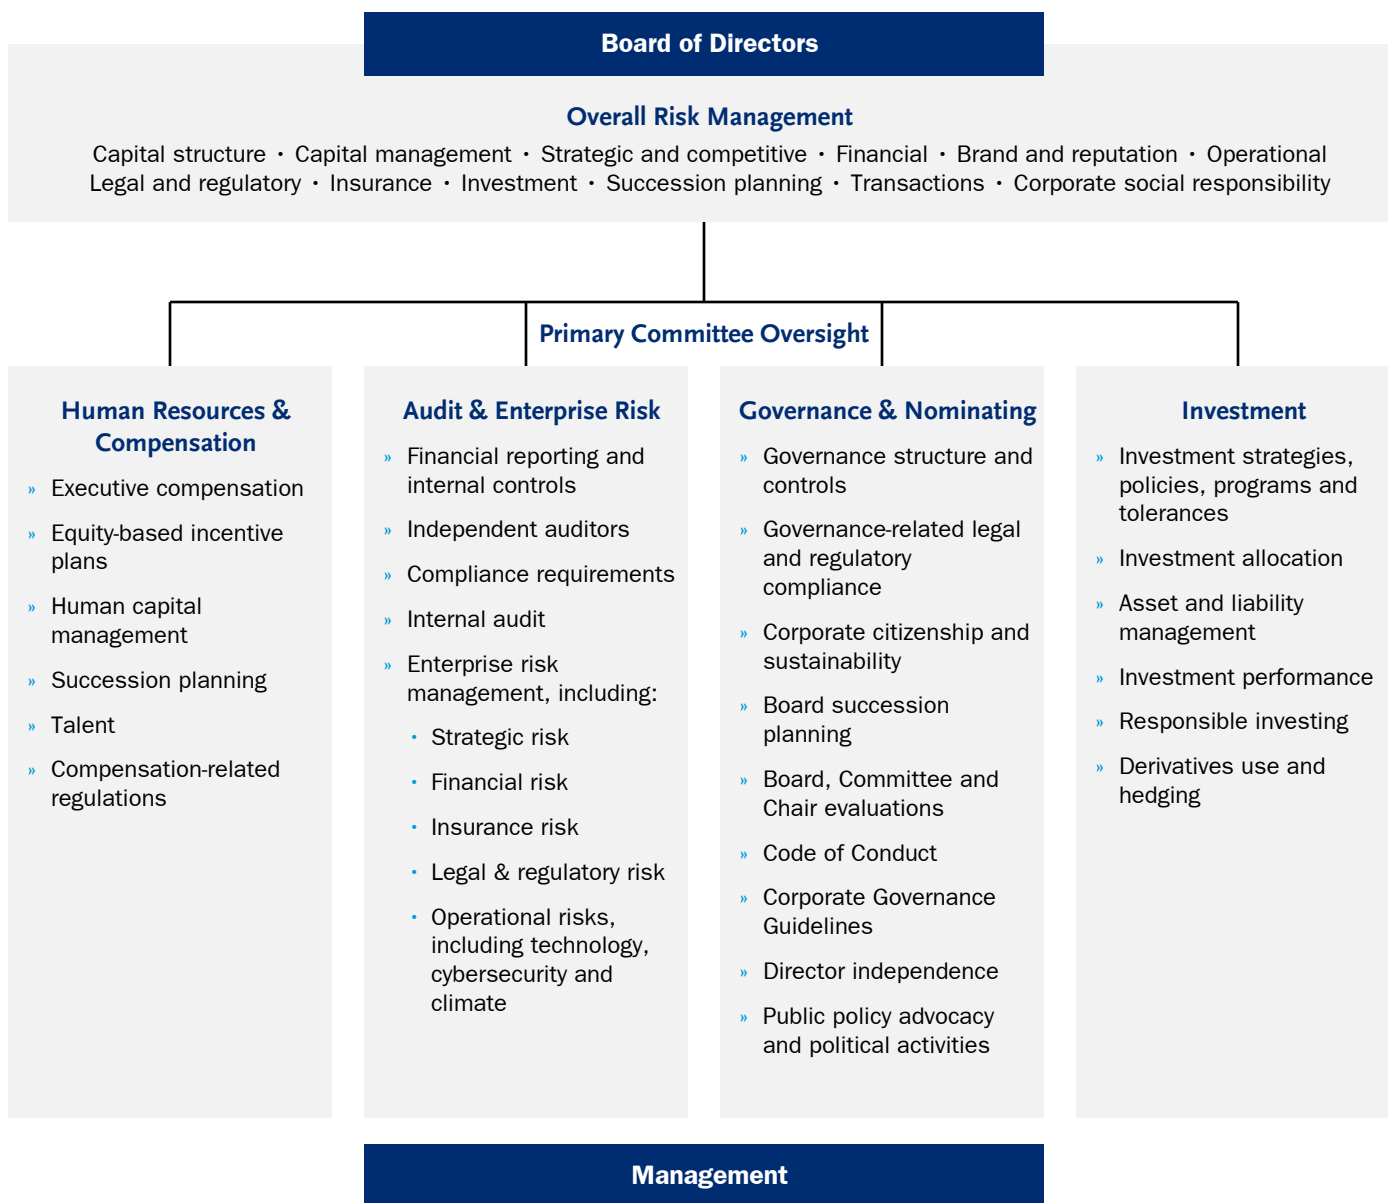 Board of Directors
Overall Risk Management
Capital structure • Capital management • Strategic and competitive • Financial • Brand and reputation • Operational
Legal and regulatory • Insurance • Investment • Succession planning • Transactions • Corporate social responsibility
Primary Committee Oversight
Human Resources &
Compensation
» Executive compensation
» Equity-based incentive
plans
» Human capital
management
» Succession planning
» Talent
» Compensation-related
regulations
Audit & Enterprise Risk
» Financial reporting and
internal controls
» Independent auditors
» Compliance requirements
» Internal audit
» Enterprise risk
management, including:
• Strategic risk
• Financial risk
• Insurance risk
• Legal & regulatory risk
• Operational risks,
including technology,
cybersecurity and
climate
Governance & Nominating
» Governance structure and
controls
» Governance-related legal
and regulatory
compliance
» Corporate citizenship and
sustainability
» Board succession
planning
» Board, Committee and
Chair evaluations
» Code of Conduct
» Corporate Governance
Guidelines
» Director independence
» Public policy advocacy
and political activities
Investment
» Investment strategies,
policies, programs and
tolerances
» Investment allocation
» Asset and liability
management
» Investment performance
» Responsible investing
» Derivatives use and
hedging
Management